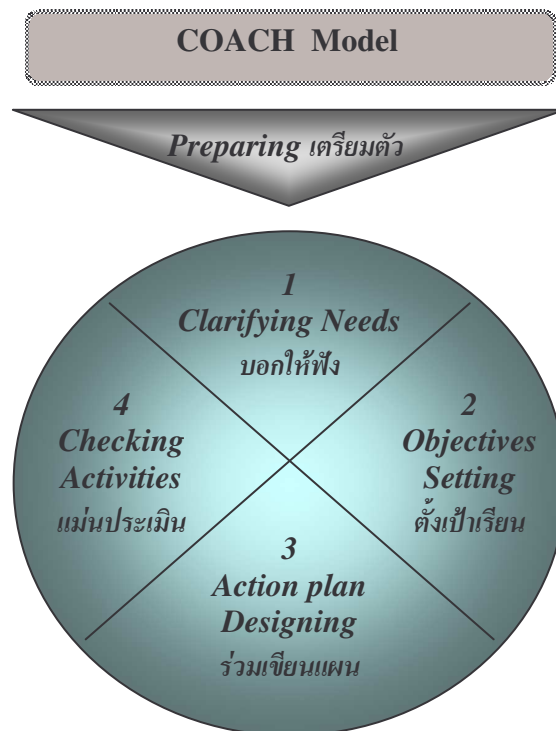 COACH Model
Preparing เตรียมตัว
1
Clarifying Needs
บอกให้ฟัง
2
Objectives
Setting
ตั้งเป้าเรียน
3
Action plan
Designing
ร่วมเขียนแผน
4
Checking
Activities
แม่นประเมิน